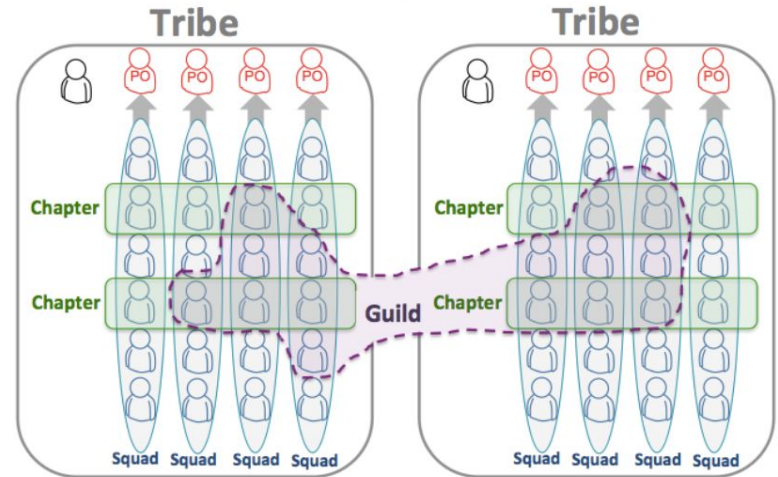 Tribe Tribe
PO PO PO PO PO PO PO PO
Chapter Chapter
Chapter Guild Chapter
Squad Squad Squad Squad Squad Squad Squad Squad